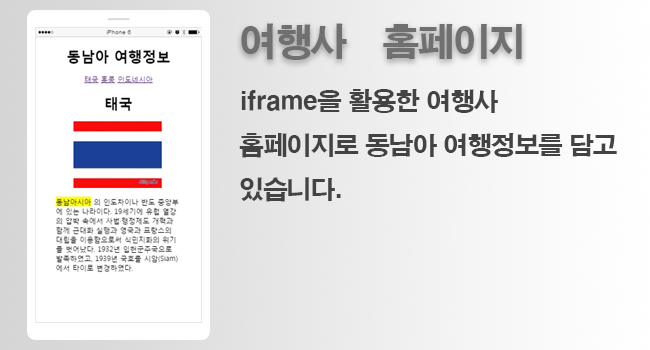 iPhone 6
동남아 여행정보
태국 홍콩 인도네시아
태국
동남아시아 의 인도차이나 반도 중앙부
에 있는 나라이다. 19세기에 유럽 열강
의 압박 속에서 사법·행정제도 개혁과
함께 근대화 실행과 영국과 프랑스의
대립을 이용함으로써 식민지화의 위기
를 벗어났다. 1932년 입헌군주국으로
발족하였고, 1939년 국호를 시암(Siam)
에서 타이로 변경하였다.
여행사 홈페이지
iframe을 활용한 여행사
홈페이지로 동남아 여행정보를 담고
있습니다.